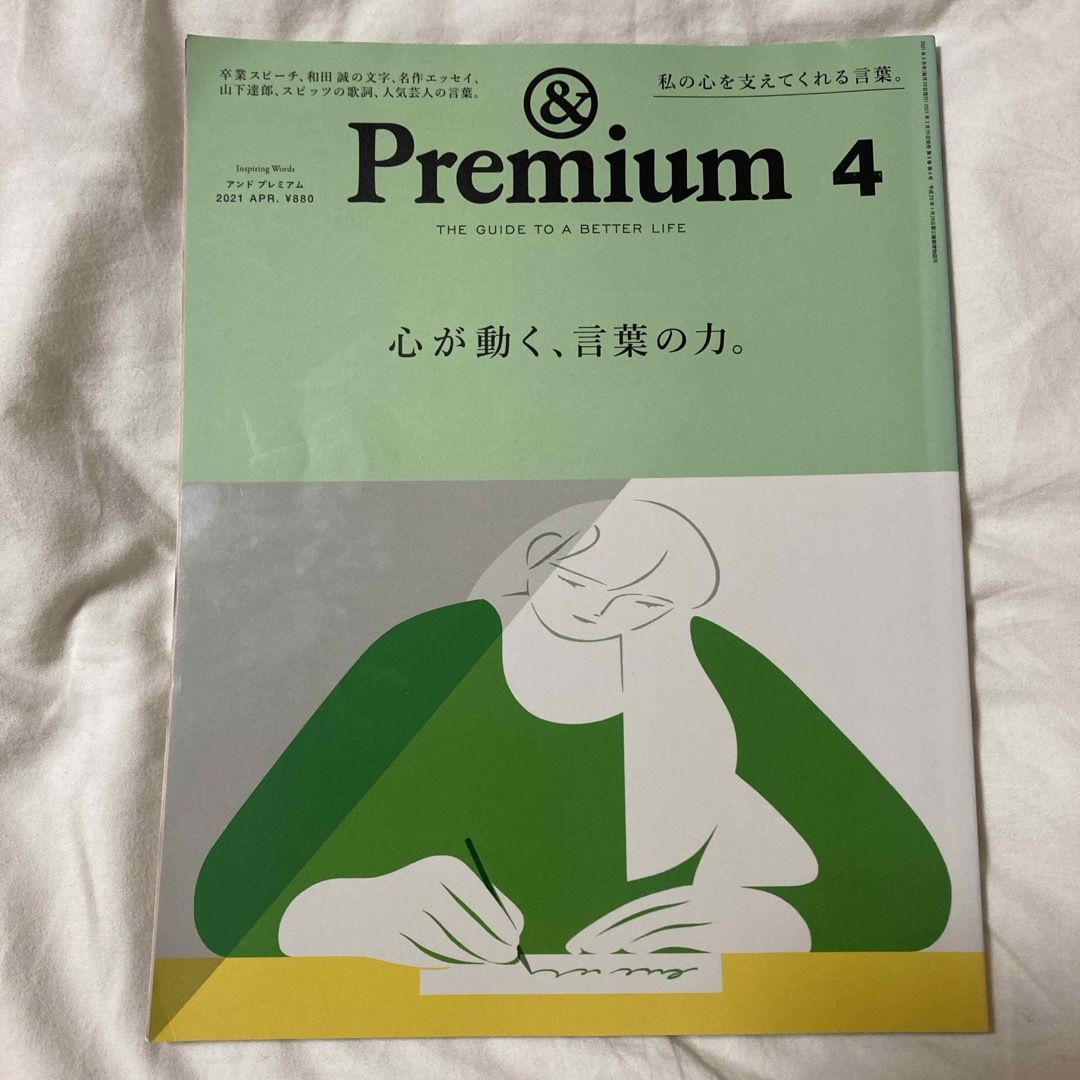 卒業スピーチ、和田 誠の文字、名作エッセイ、
山下達郎、スピッツの歌詞、人気芸人の言葉。
&
私の心を支えてくれる言葉。
Inspiring Words
アンド プレミアム
2021 APR. ¥880
Premium 4
THE GUIDE TO A BETTER LIFE
心が動く、言葉の力。